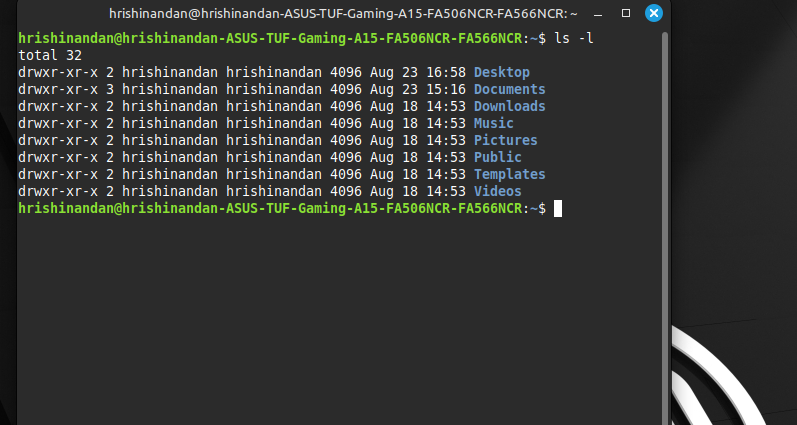 hrishinandan@hrishinandan-ASUS-TUF-Gaming-A15-FA506NCR-FA566NCR: ~
hrishinandan@hrishinandan-ASUS-TUF-Gaming-A15-FA506NCR-FA566NCR:~$ ls -l
total 32
drwxr-xr-x 2 hrishinandan hrishinandan 4096 Aug 23 16:58 Desktop
drwxr-xr-x 3 hrishinandan hrishinandan 4096 Aug 23 15:16 Documents
drwxr-xr-x 2 hrishinandan hrishinandan 4096 Aug 18 14:53 Downloads
drwxr-xr-x 2 hrishinandan hrishinandan 4096 Aug 18 14:53 Music
drwxr-xr-x 2 hrishinandan hrishinandan 4096 Aug 18 14:53 Pictures
drwxr-xr-x 2 hrishinandan hrishinandan 4096 Aug 18 14:53 Public
drwxr-xr-x 2 hrishinandan hrishinandan 4096 Aug 18 14:53 Templates
drwxr-xr-x 2 hrishinandan hrishinandan 4096 Aug 18 14:53 Videos
hrishinandan@hrishinandan-ASUS-TUF-Gaming-A15-FA506NCR-FA566NCR:~$